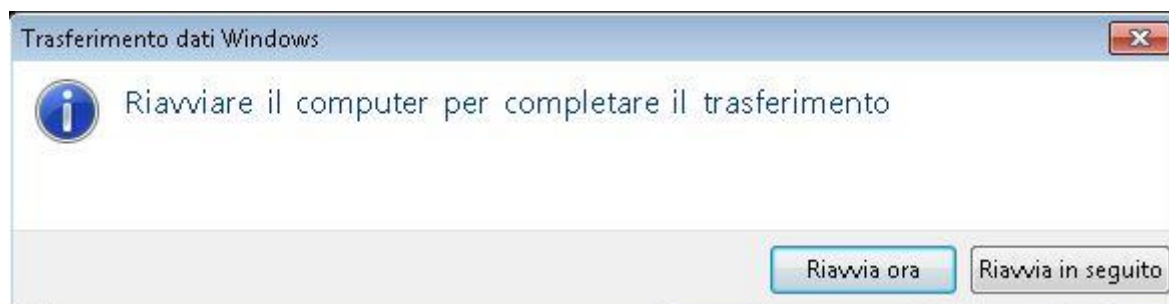 Trasferimento dati Windows
Riavviare il computer per completare il trasferimento
Riavvia ora
Riavvia in seguito